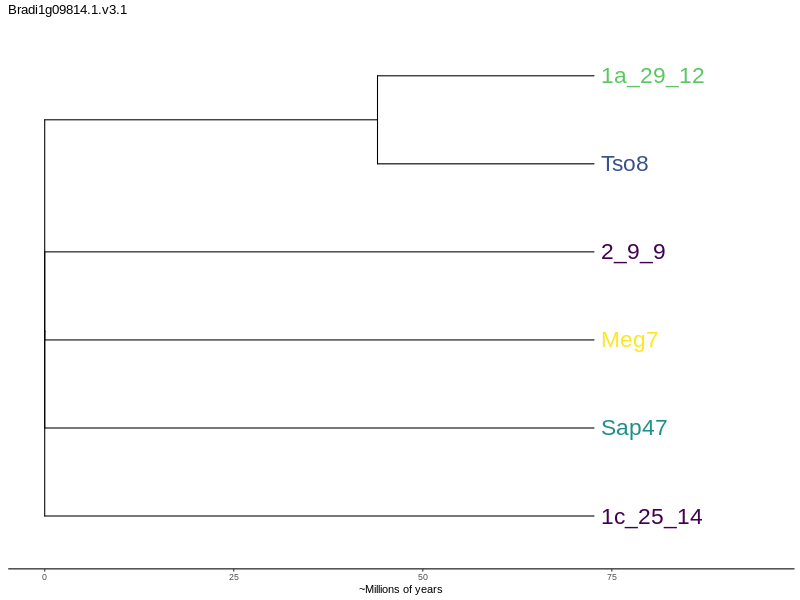 Bradi1g09814.1.v3.1
1a_29_12
Tso8
2_9_9
Meg7
Sap47
1c_25_14
0 25 50 75
~Millions of years